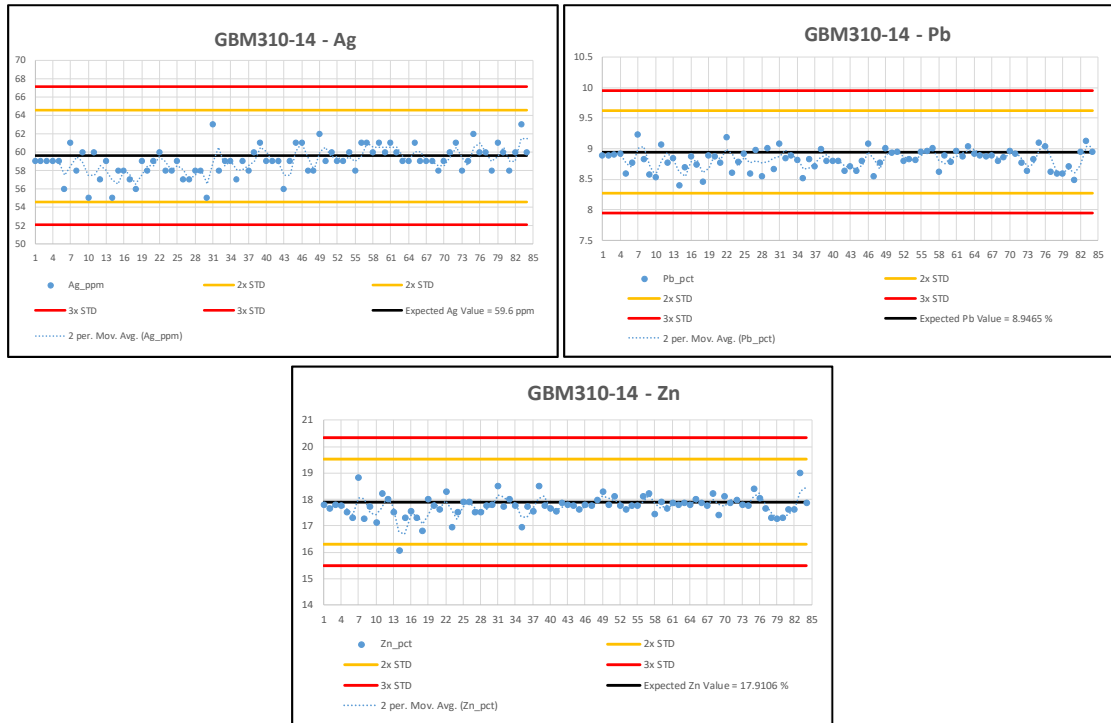 GBM310-14 - Ag
70
68
66
64
62
60
58
56
54
52
50
1 4 7 10 13 16 19 22 25 28 31 34 37 40 43 46 49 52 55 58 61 64 67 70 73 76 79 82 85
Ag_ppm 2x STD 2x STD
3x STD 3x STD Expected Ag Value = 59.6 ppm
2 per. Mov. Avg. (Ag_ppm)
GBM310-14 - Pb
10.5
10
9.5
9
8.5
8
7.5
1 4 7 10 13 16 19 22 25 28 31 34 37 40 43 46 49 52 55 58 61 64 67 70 73 76 79 82 85
Pb_pct 2x STD
2x STD 3x STD
3x STD Expected Pb Value = 8.9465 %
2 per. Mov. Avg. (Pb_pct)
GBM310-14 - Zn
21
20
19
18
17
16
15
14
1 4 7 10 13 16 19 22 25 28 31 34 37 40 43 46 49 52 55 58 61 64 67 70 73 76 79 82 85
Zn_pct 2x STD
2x STD 3x STD
3x STD Expected Zn Value = 17.9106 %
2 per. Mov. Avg. (Zn_pct)